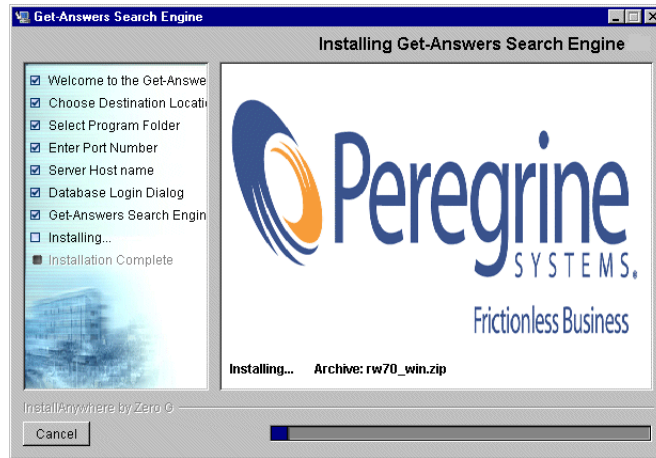 Get-Answers Search Engine
Installing Get-Answers Search Engine
Welcome to the Get-Answe
Choose Destination Locati
Select Program Folder
Enter Port Number
Server Host name
Database Login Dialog
Get-Answers Search Engin
Installing...
Installation Complete
Peregrine
SYSTEMS.
Frictionless Business
Installing... Archive: rw70_win.zip
InstallAnywhere by Zero G
Cancel